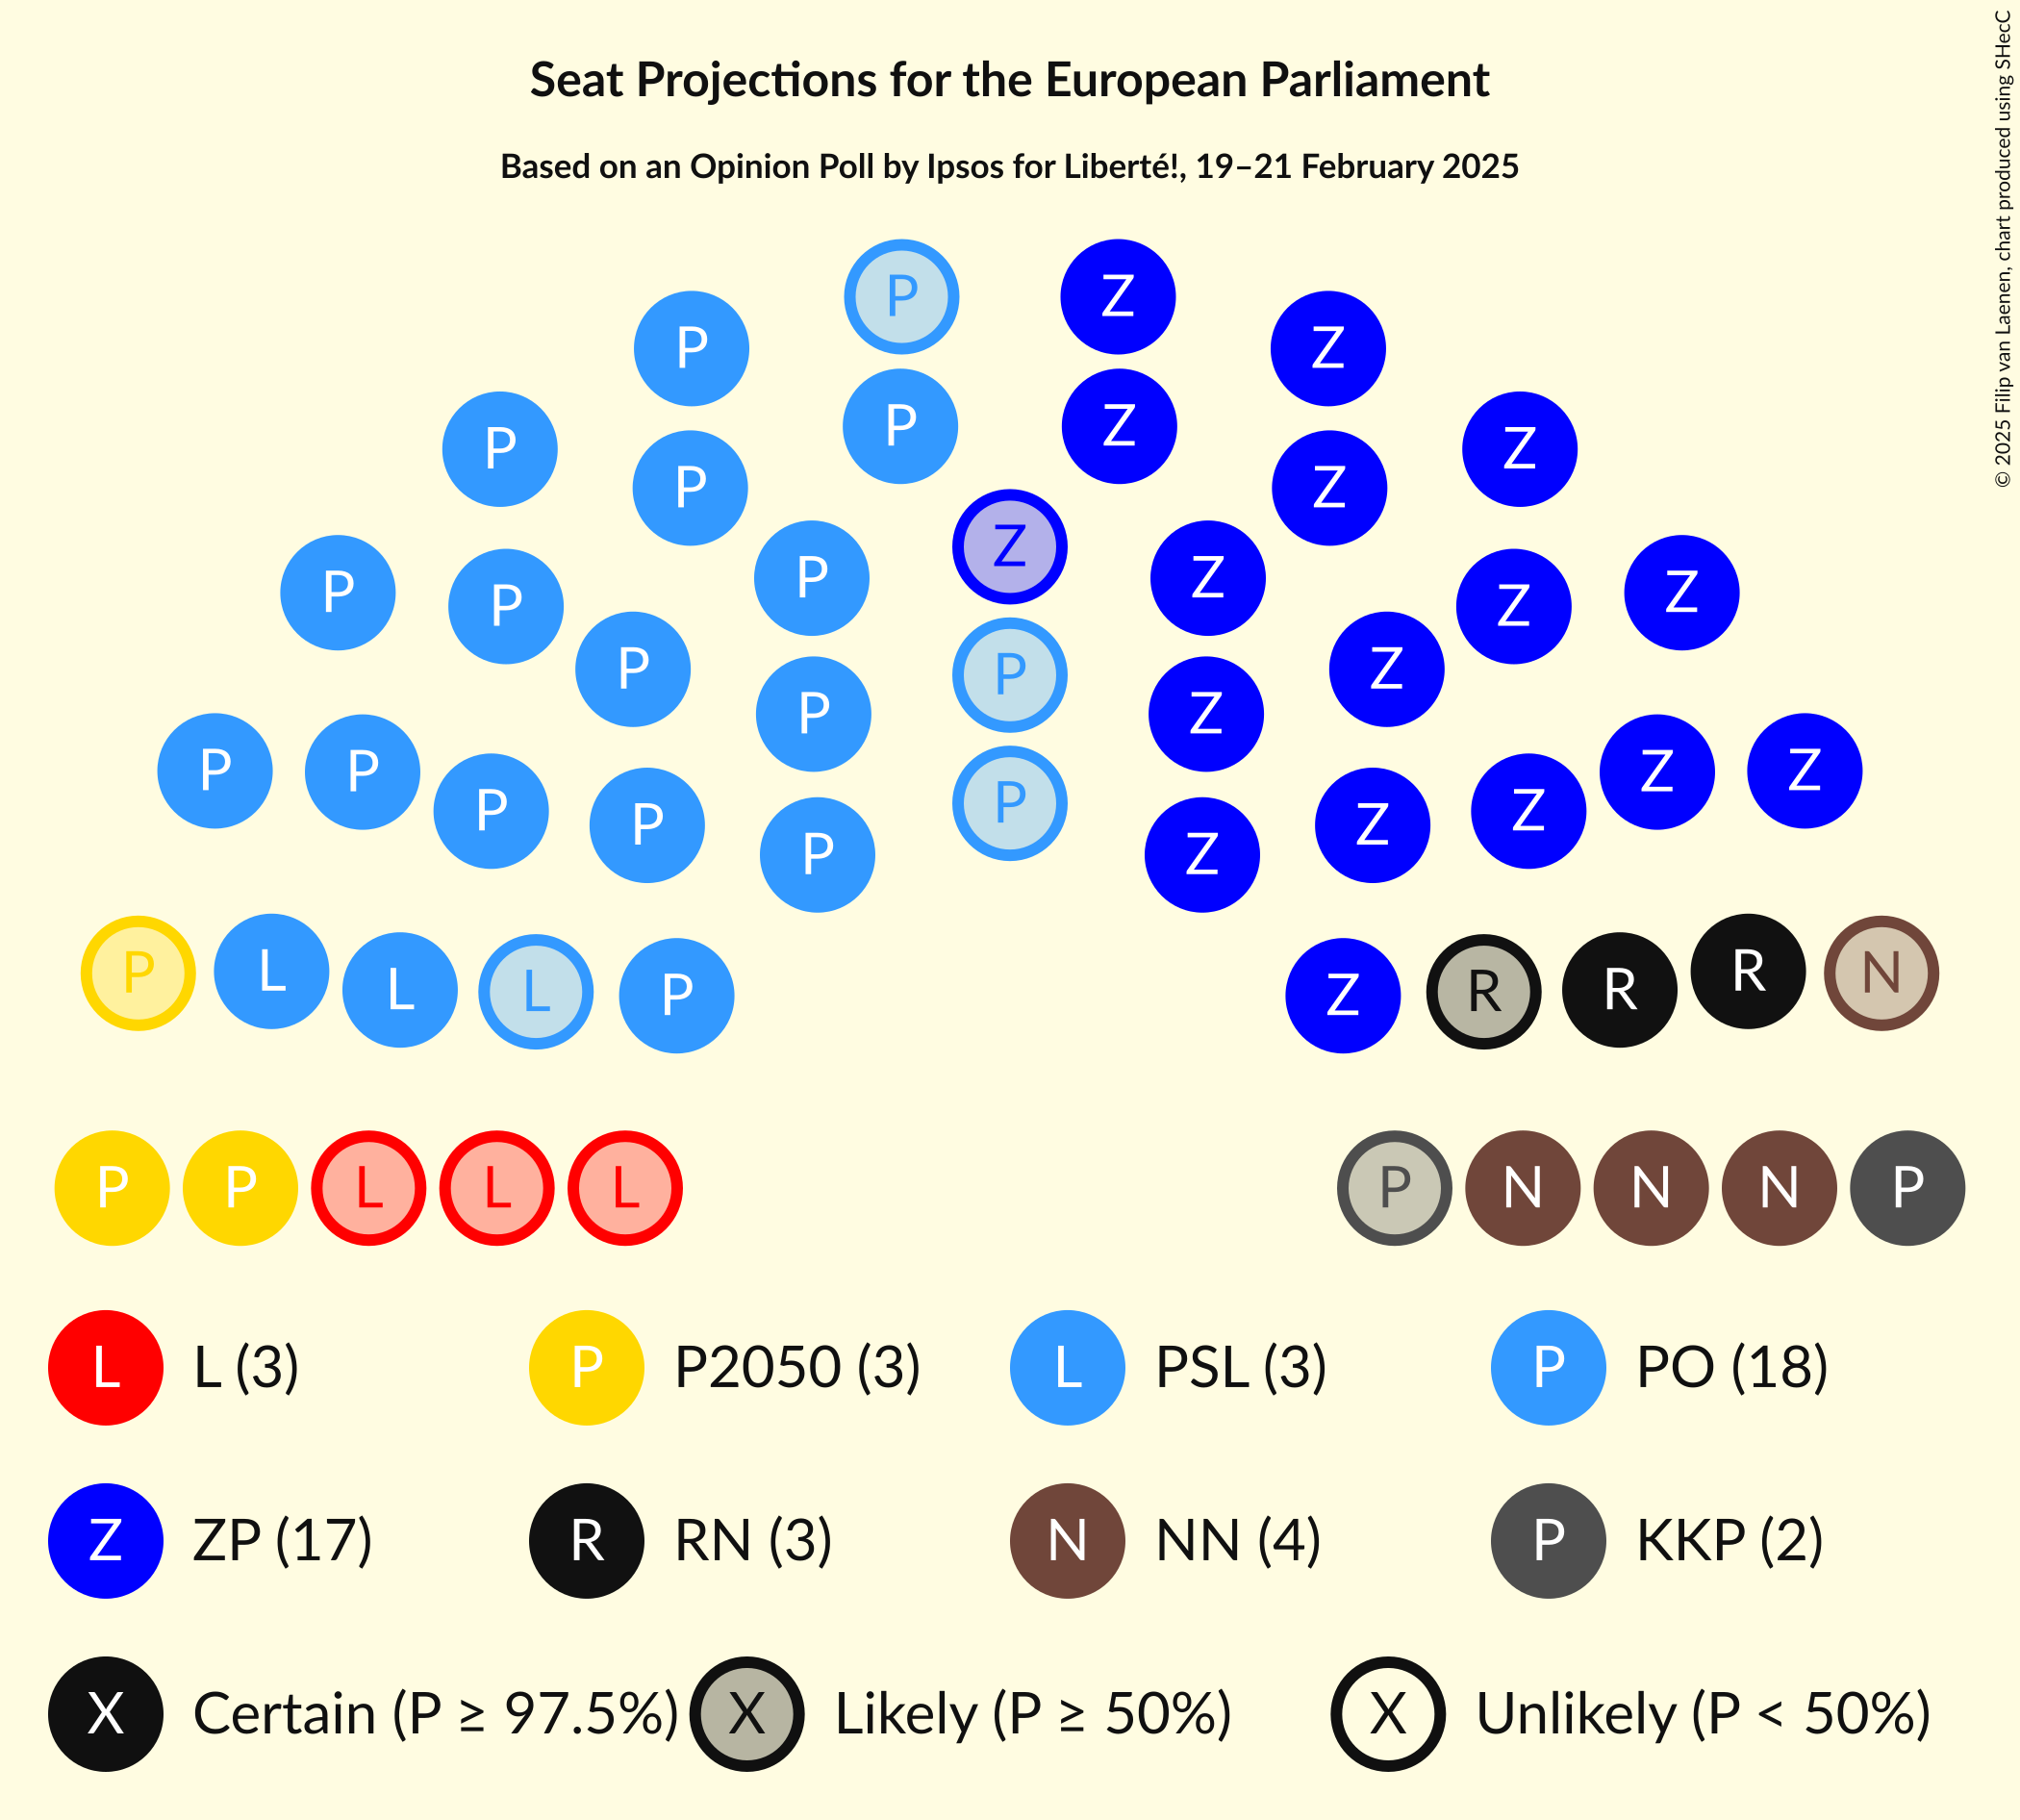 Seat Projections for the European Parliament
Based on an Opinion Poll by Ipsos for Liberté!, 19–21 February 2025
© 2025 Filip van Laenen, chart produced using SHecC
P Z
P Z
P P Z Z
P P Z Z
Z
P Z
P P Z Z
P Z
P
P Z
P P Z Z
P P Z Z
P
P Z
P L L L P Z R R R N
P P L L L P N N N P
L L (3) P P2050 (3) L PSL (3) P PO (18)
Z ZP (17) R RN (3) N NN (4) P KKP (2)
X Certain (P ≥ 97.5%) X Likely (P ≥ 50%) X Unlikely (P < 50%)